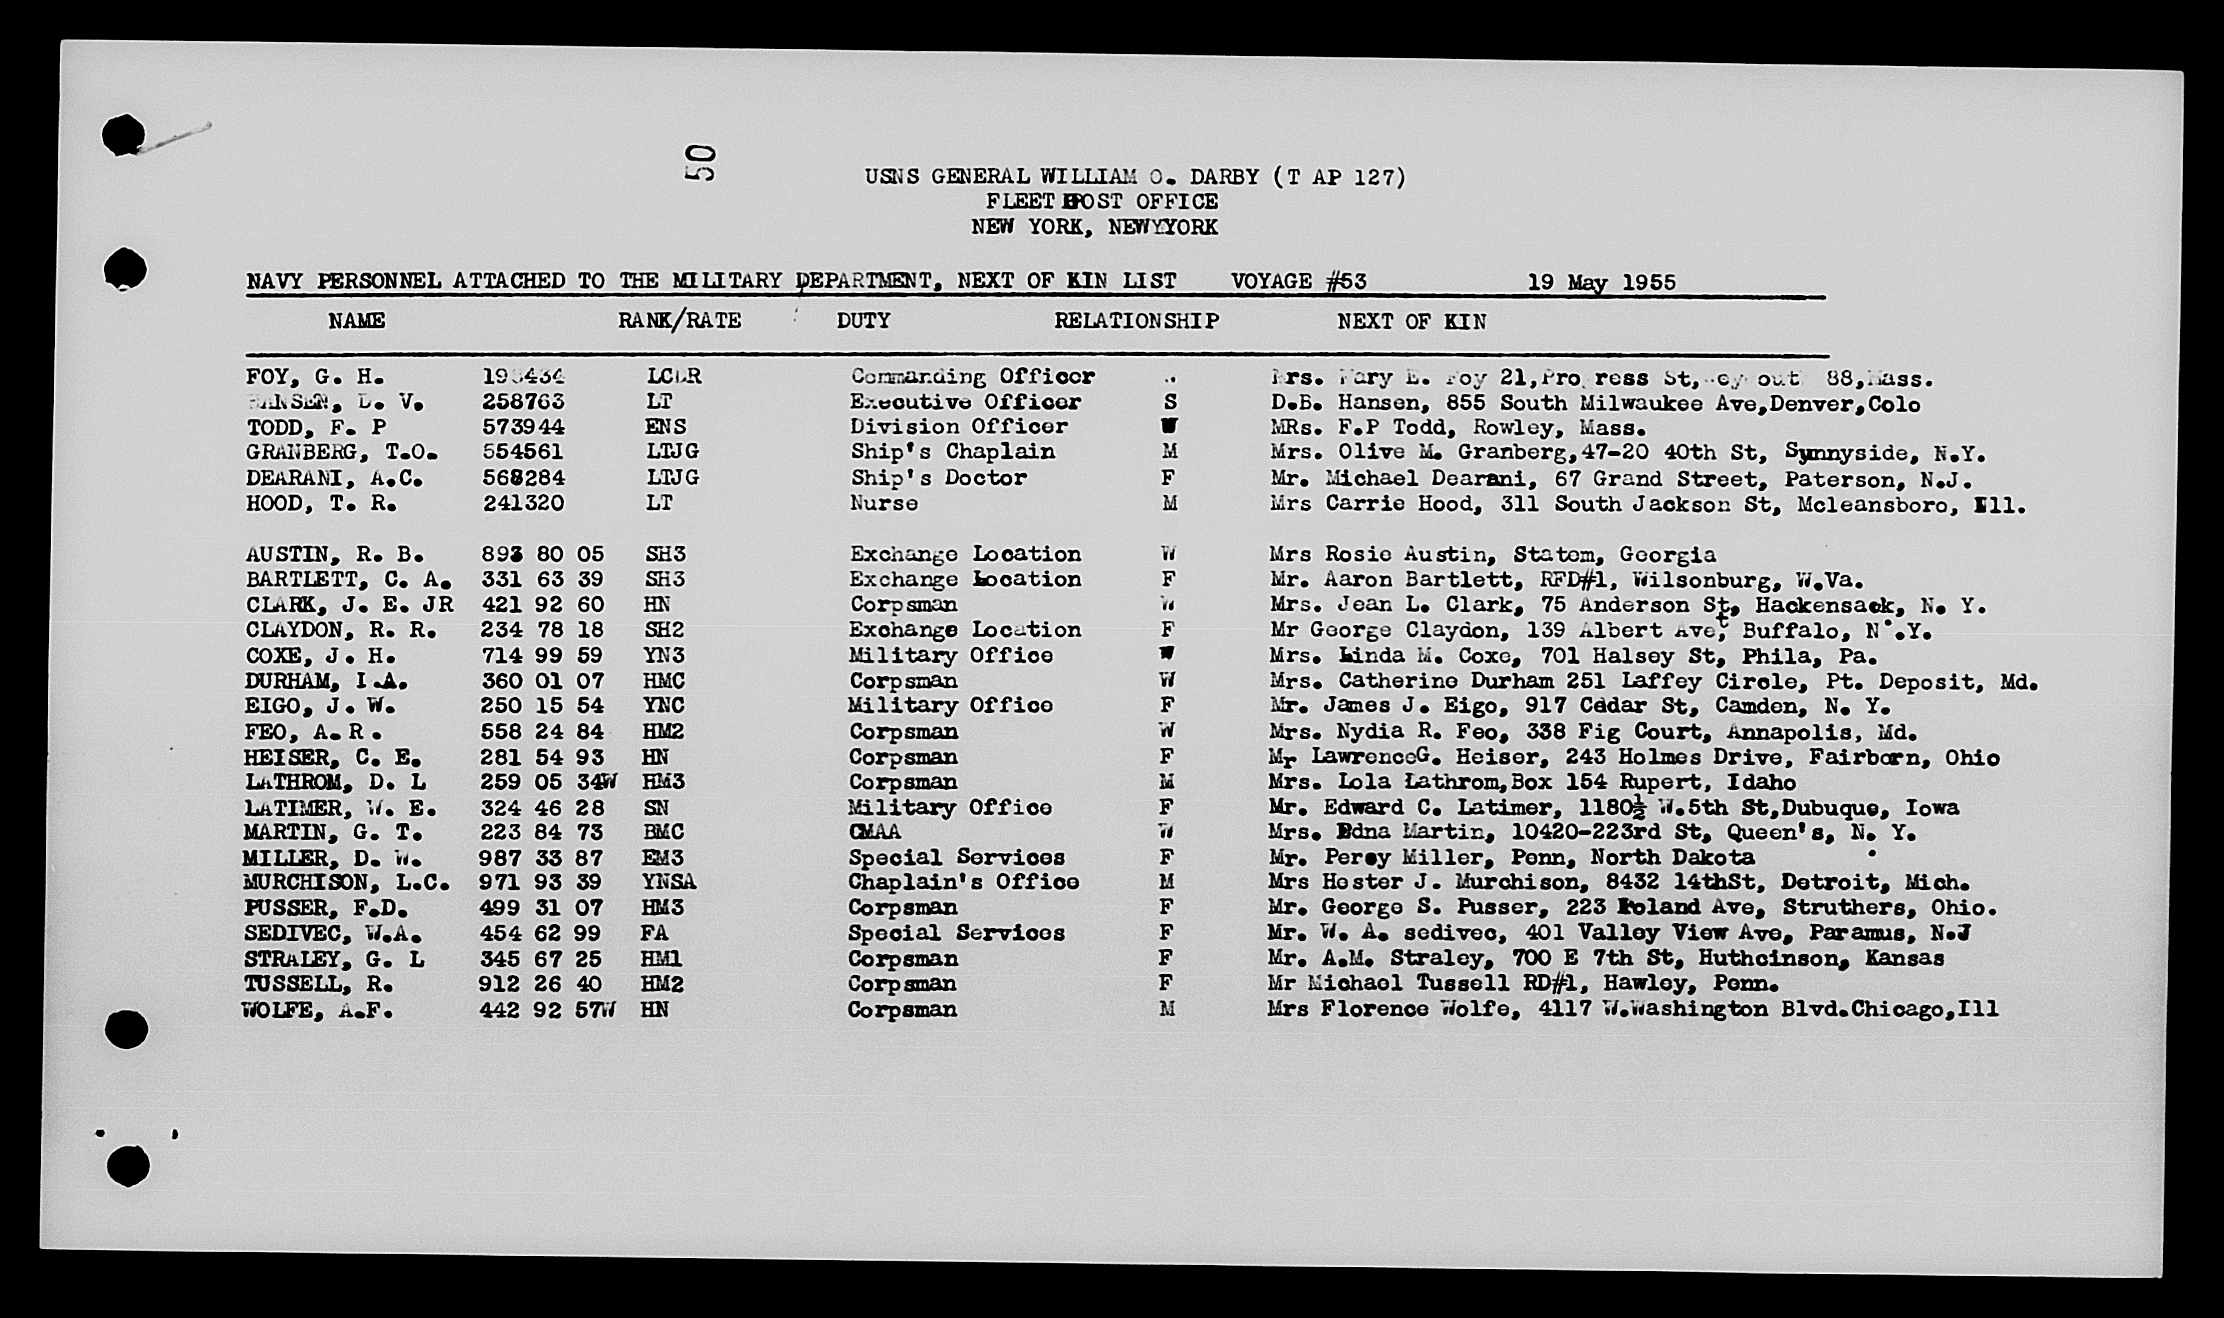 50
USNS GENERAL WILLIAM O. DARBY (T AP 127)
FLEET POST OFFICE
NEW YORK, NEWYYORK
NAVY PERSONNEL ATTACHED TO THE MILITARY DEPARTMENT, NEXT OF KIN LIST VOYAGE #53 19 May 1955
NAME RANK/RATE DUTY RELATIONSHIP NEXT OF KIN
FOY, G. H. LCDR Commanding Officer Mrs. Mary E. Foy 21, St, 88,Mass.
HANSEN, D. V. 258763 LT Executive Officer S D.B. Hansen, 855 South Milwaukee Ave,Denver,Colo
TODD, F. P 573944 ENS Division Officer W MRs. F.P Todd, Rowley, Mass.
GRANBERG, T.O. 554561 LTJG Ship's Chaplain M Mrs. Olive M. Granberg,47-20 40th St, Synnyside, N.Y.
DEARANI, A.C. 568284 LTJG Ship's Doctor F Mr. Michael Dearani, 67 Grand Street, Paterson, N.J.
HOOD, T. R. 241320 LT Nurse M Mrs Carrie Hood, 311 South Jackson St, Mcleansboro, Ill.
AUSTIN, R. B. 893 80 05 SH3 Exchange Location W Mrs Rosie Austin, Statom, Georgia
BARTLETT, C. A. 331 63 39 SH3 Exchange Location F Mr. Aaron Bartlett, RFD#1, Wilsonburg, W.Va.
CLARK, J. E. JR 421 92 60 HN Corpsman W Mrs. Jean L. Clark, 75 Anderson St, Hackensack, N. Y.
CLAYDON, R. R. 234 78 18 SH2 Exchange Location F Mr George Claydon, 139 Albert Ave, Buffalo, N .Y.
COXE, J. H. 714 99 59 YN3 Military Office W Mrs. Linda M. Coxe, 701 Halsey St, Phila, Pa.
DURHAM, I.A. 360 01 07 HMC Corpsman W Mrs. Catherine Durham 251 Laffey Circle, Pt. Deposit, Md.
EIGO, J. W. 250 15 54 YNC Military Office F Mr. James J. Eigo, 917 Cedar St, Camden, N. Y.
FEO, A.R. 558 24 84 HM2 Corpsman W Mrs. Nydia R. Feo, 338 Fig Court, Annapolis, Md.
HEISER, C. E. 281 54 93 HN Corpsman F Mr LawrenceG. Heiser, 243 Holmes Drive, Fairborn, Ohio
LATHROM, D. L 259 05 34W HM3 Corpsman M Mrs. Lola Lathrom,Box 154 Rupert, Idaho
LATIMER, W. E. 324 46 28 SN Military Office F Mr. Edward C. Latimer, 1180½ W.5th St,Dubuque, Iowa
MARTIN, G. T. 223 84 73 BMC CMAA W Mrs. Edna Martin, 10420-223rd St, Queen's, N. Y.
MILLER, D. W. 987 33 87 EM3 Special Services F Mr. Percy Miller, Penn, North Dakota
MURCHISON, L.C. 971 93 39 YNSA Chaplain's Office M Mrs Hester J. Murchison, 8432 14thSt, Detroit, Mich.
PUSSER, F.D. 499 31 07 HM3 Corpsman F Mr. George S. Pusser, 223 Poland Ave, Struthers, Ohio.
SEDIVEC, W.A. 454 62 99 FA Special Services F Mr. W. A. sedivec, 401 Valley View Ave, Paramus, N.J
STRALEY, G. L 345 67 25 HM1 Corpsman F Mr. A.M. Straley, 700 E 7th St, Huthcinson, Kansas
TUSSELL, R. 912 26 40 HM2 Corpsman F Mr Michael Tussell RD#1, Hawley, Penn.
WOLFE, A.F. 442 92 57W HN Corpsman M Mrs Florence Wolfe, 4117 W.Washington Blvd.Chicago,Ill